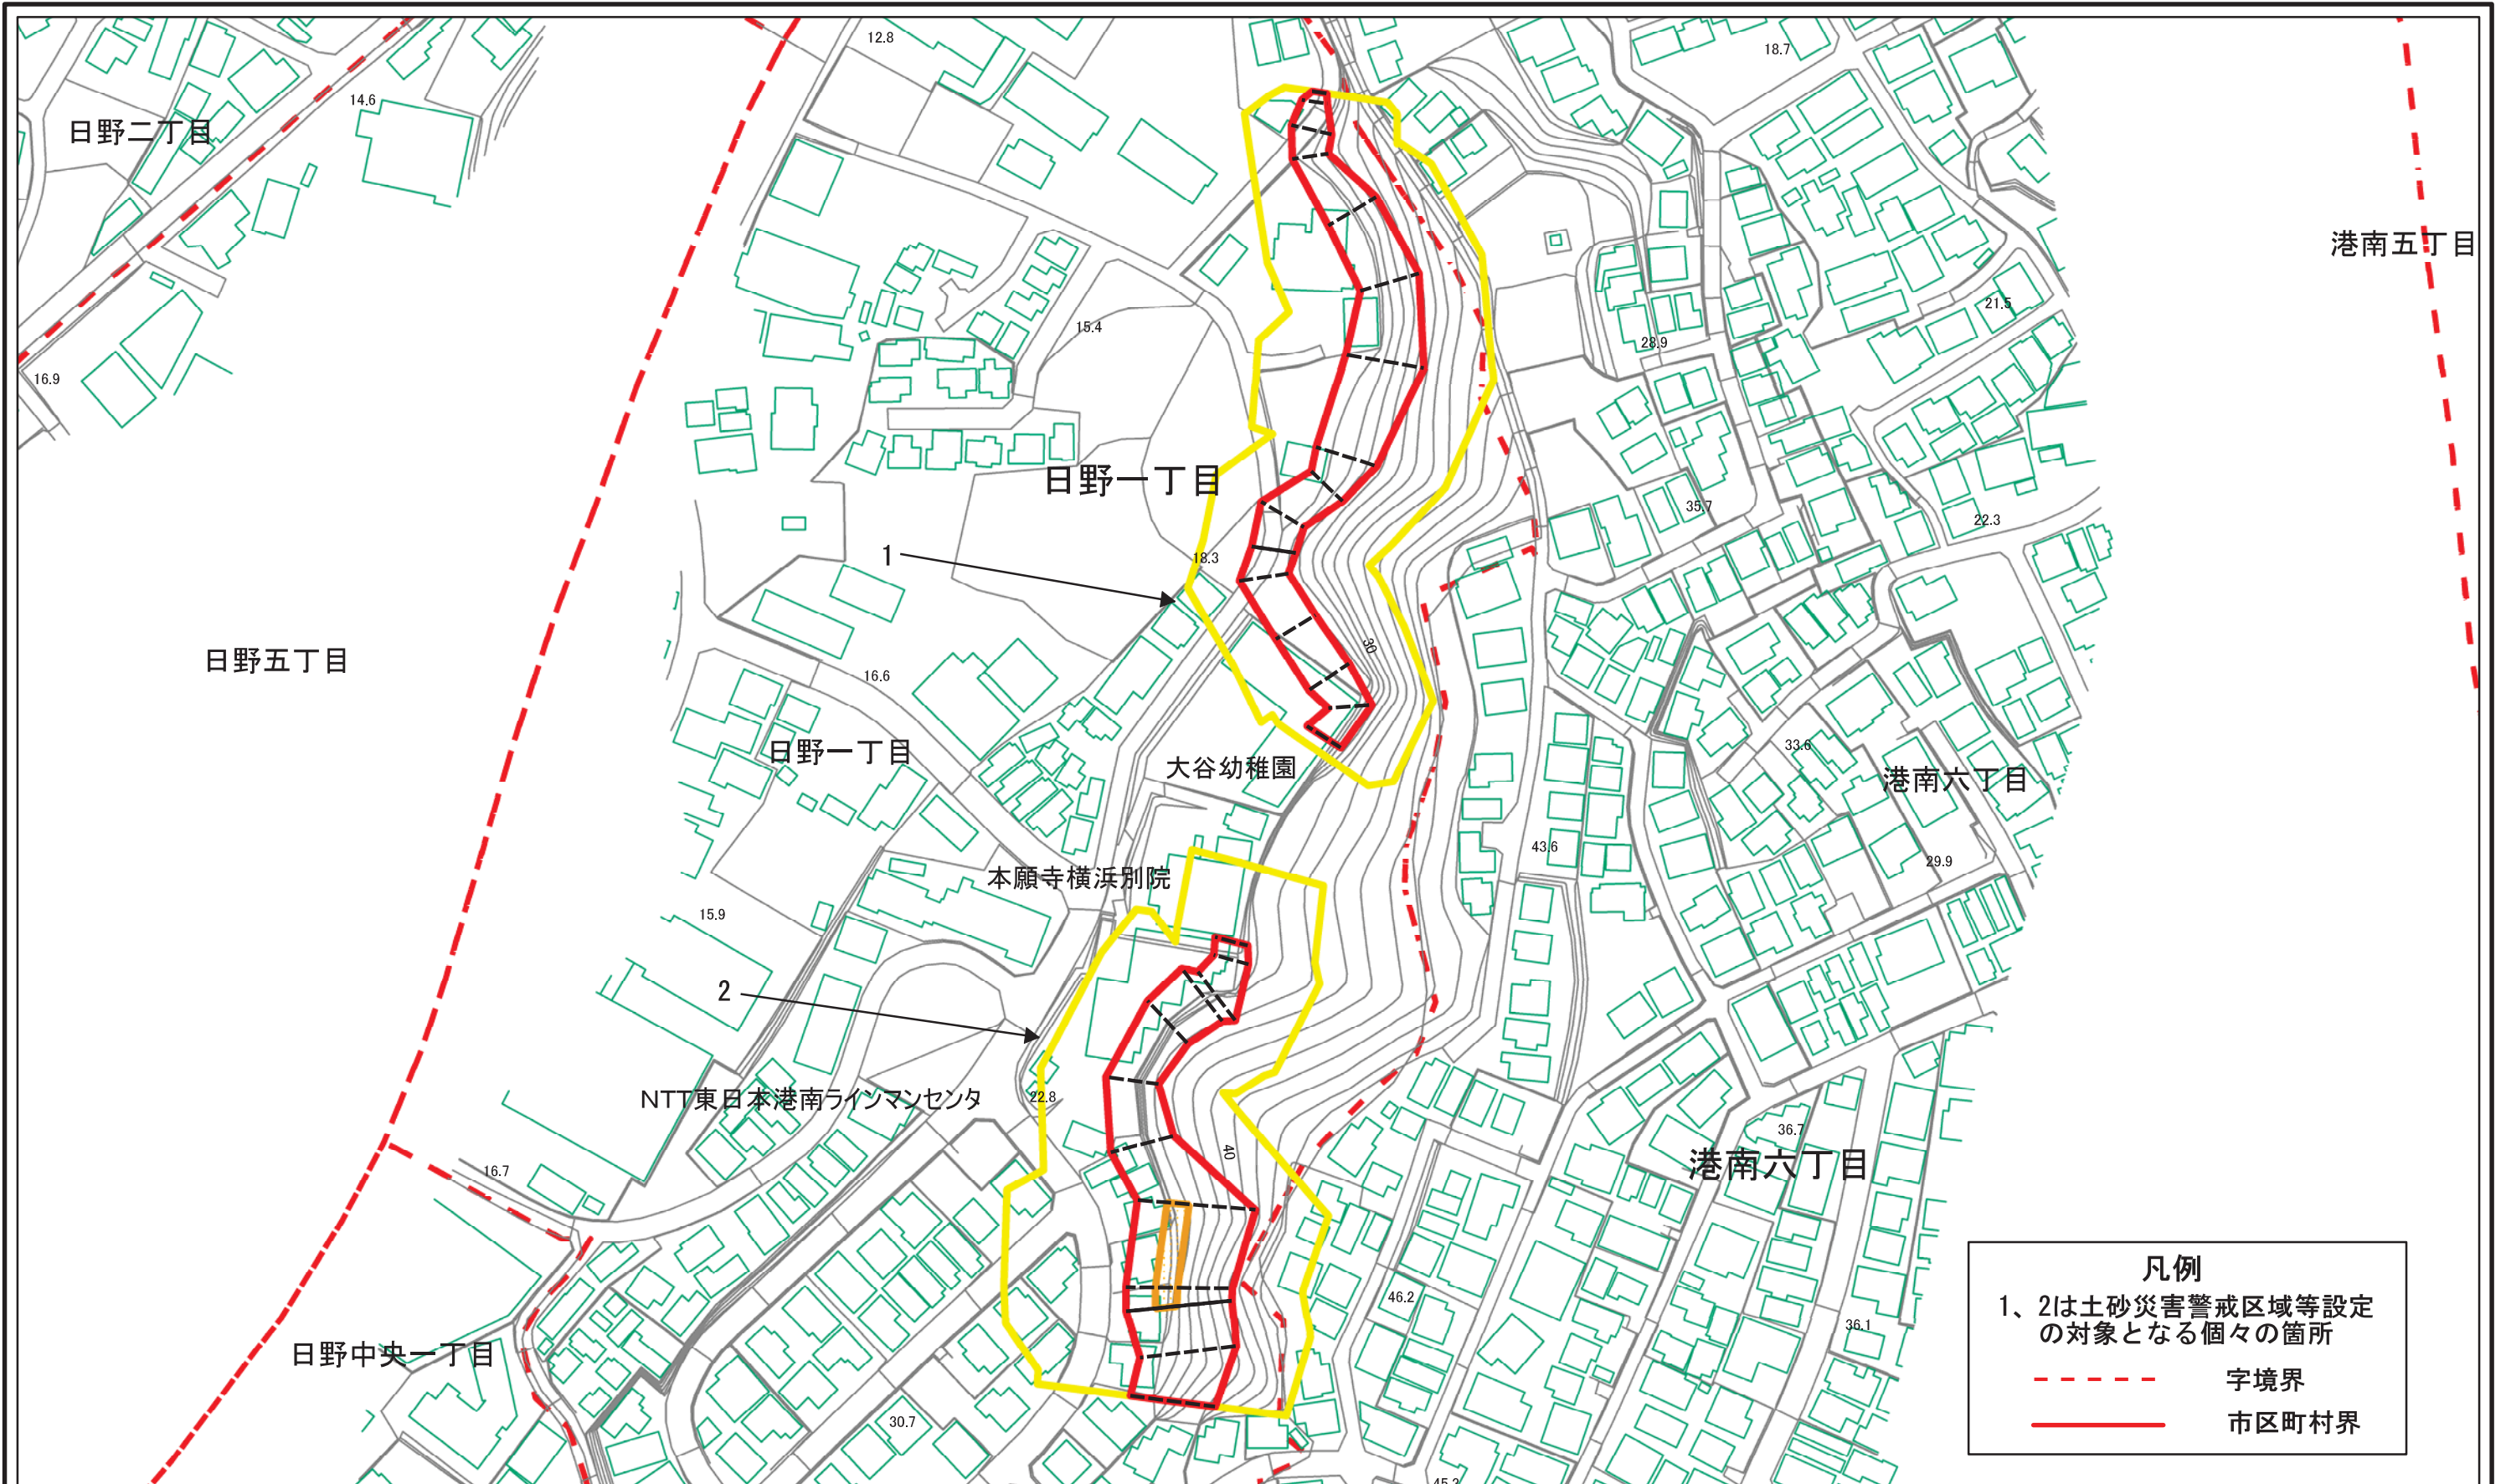 12.8
18.7
14.6
日野二丁目
港南五丁目
21.5
15.4
28.9
16.9
日野一丁目
35.7
22.3
1
18.3
30
日野五丁目
16.6
日野一丁目
33.6
大谷幼稚園
港南六丁目
43.6
29.9
本願寺横浜別院
15.9
2
22.8
NTT東日本港南ラインマンセンタ
36.7
40
港南六丁目
16.7
凡例
1、2は土砂災害警戒区域等設定
の対象となる個々の箇所
46.2
36.1
日野中央一丁目
字境界
30.7
市区町村界